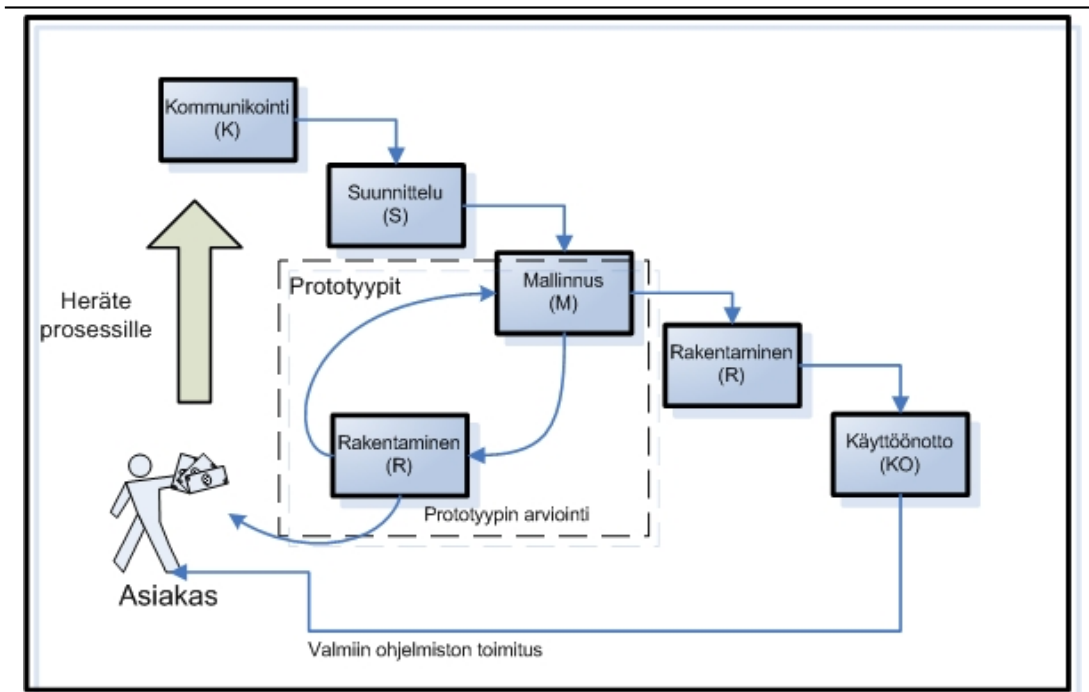 Kommunikointi
(K)
Suunnittelu
(S)
Prototyypit
Mallinnus
(M)
Heräte
prosessille
Rakentaminen
(R)
Rakentaminen
(R)
Käyttöönotto
(KO)
Prototyypin arviointi
Asiakas
Valmiin ohjelmiston toimitus